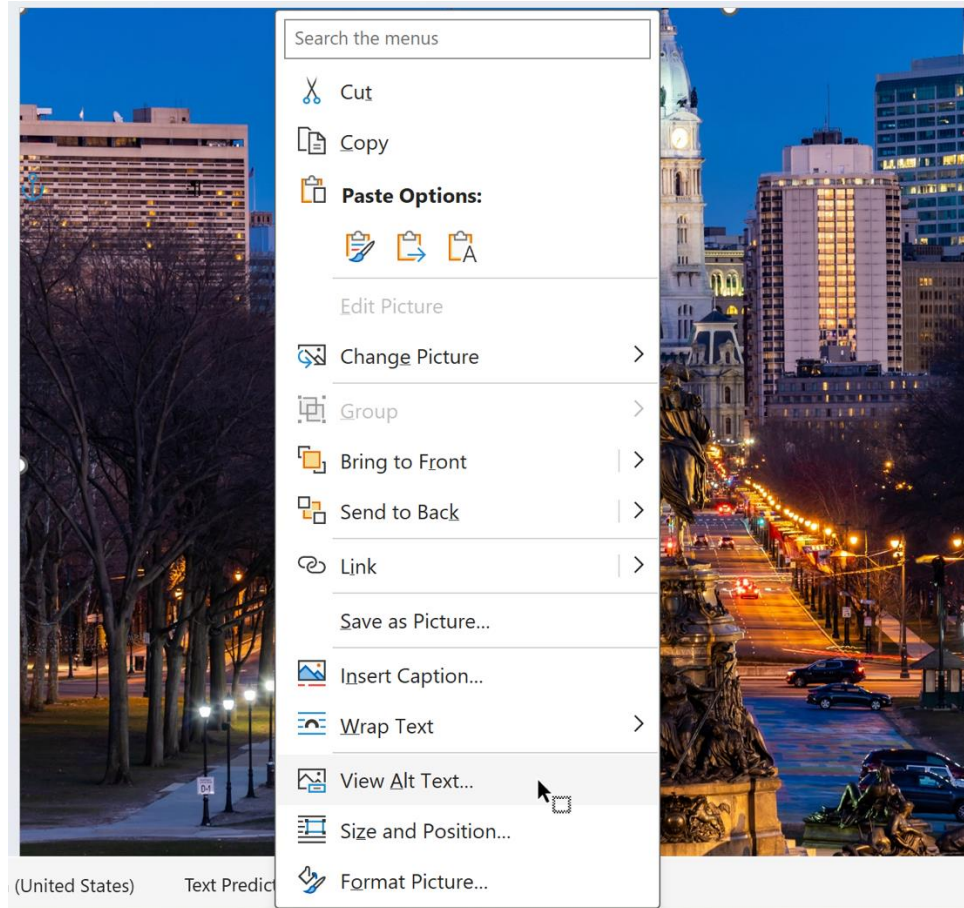 Search the menus
Cut
Copy
Paste Options:
A
Edit Picture
Change Picture
Group
Bring to Front
Send to Back
Link
Save as Picture...
Insert Caption...
Wrap Text
View Alt Text...
Size and Position...
Format Picture...
(United States) Text Predict